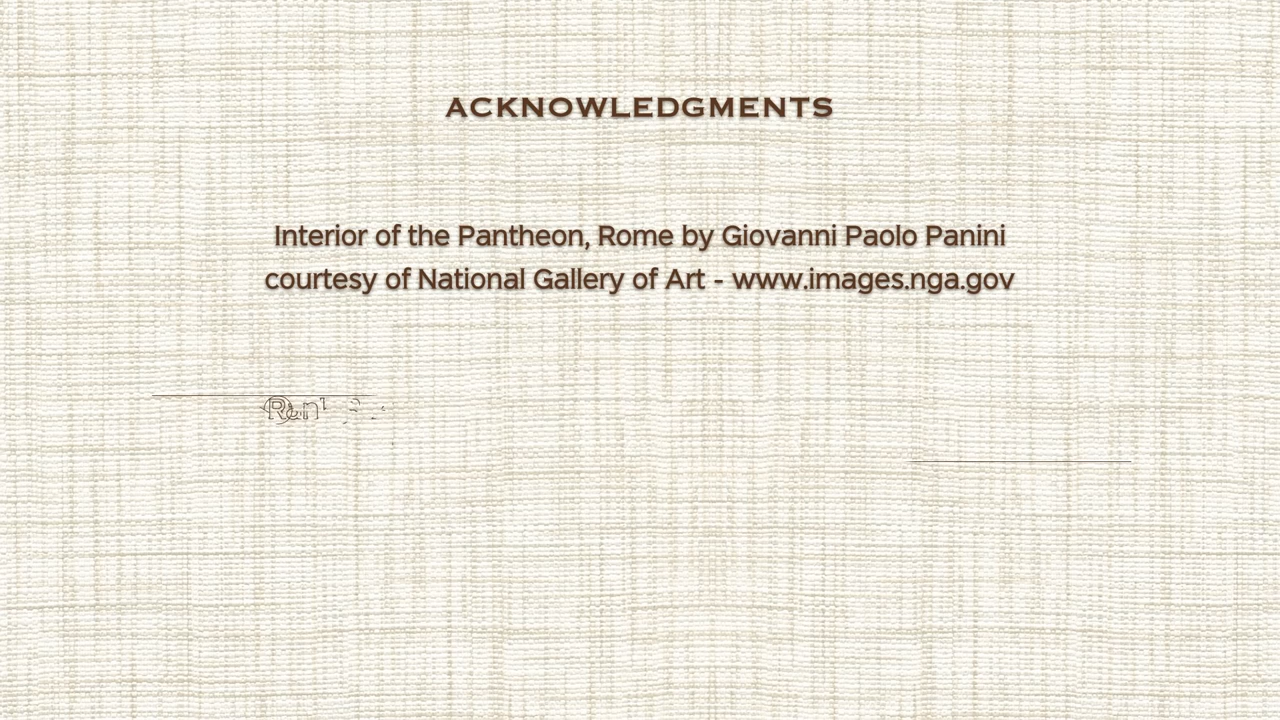 ACKNOWLEDGMENTS
Interior of the Pantheon, Rome by Giovanni Paolo Panini
courtesy of National Gallery of Art - www.images.nga.gov